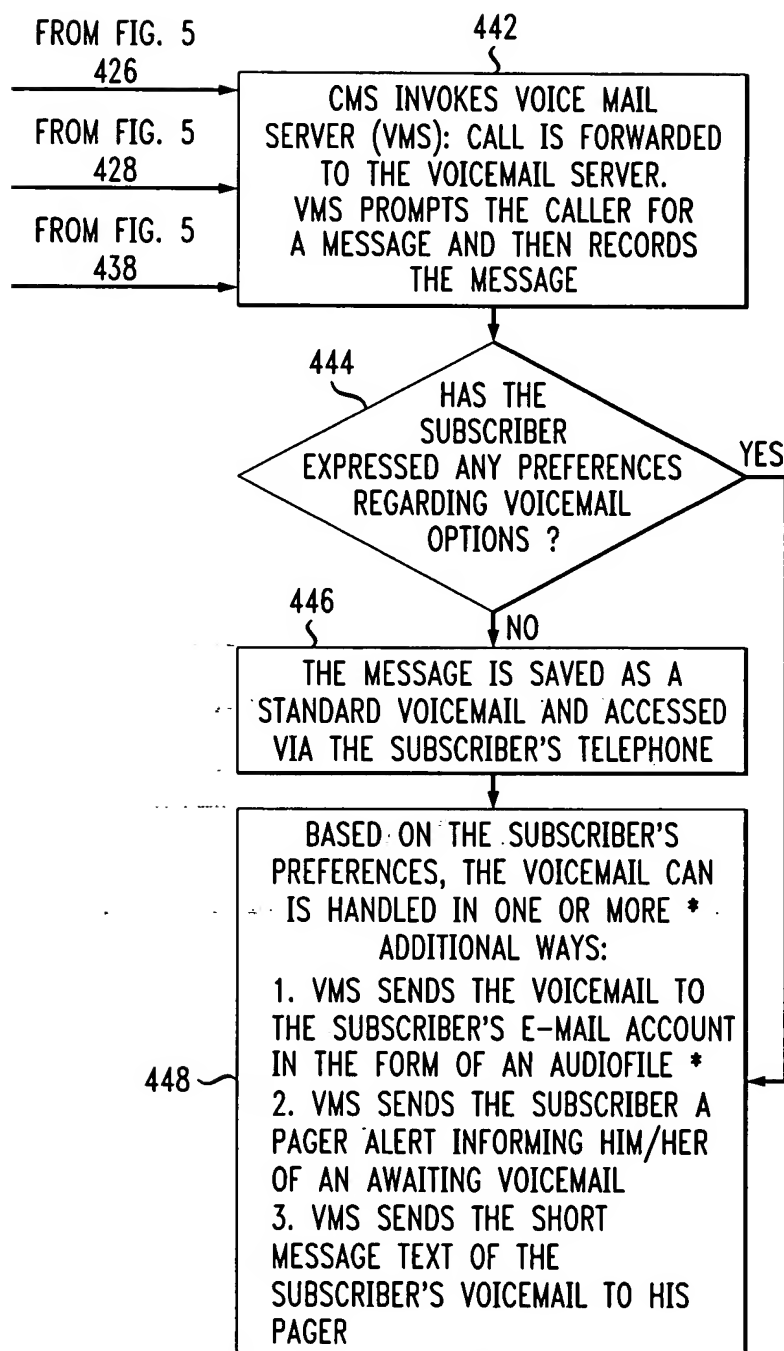 FROM FIG. 5
426
FROM FIG. 5
428
FROM FIG. 5
438
442
CMS INVOKES VOICE MAIL
SERVER (VMS): CALL IS FORWARDED
TO THE VOICEMAIL SERVER.
VMS PROMPTS THE CALLER FOR
A MESSAGE AND THEN RECORDS
THE MESSAGE
444
HAS THE
SUBSCRIBER
EXPRESSED ANY PREFERENCES
REGARDING VOICEMAIL
OPTIONS ?
YES
NO
446
THE MESSAGE IS SAVED AS A
STANDARD VOICEMAIL AND ACCESSED
VIA THE SUBSCRIBER'S TELEPHONE
448
BASED ON THE SUBSCRIBER'S
PREFERENCES, THE VOICEMAIL CAN
IS HANDLED IN ONE OR MORE *
ADDITIONAL WAYS:
1. VMS SENDS THE VOICEMAIL TO
THE SUBSCRIBER'S E-MAIL ACCOUNT
IN THE FORM OF AN AUDIOFILE *
2. VMS SENDS THE SUBSCRIBER A
PAGER ALERT INFORMING HIM/HER
OF AN AWAITING VOICEMAIL
3. VMS SENDS THE SHORT
MESSAGE TEXT OF THE
SUBSCRIBER'S VOICEMAIL TO HIS
PAGER